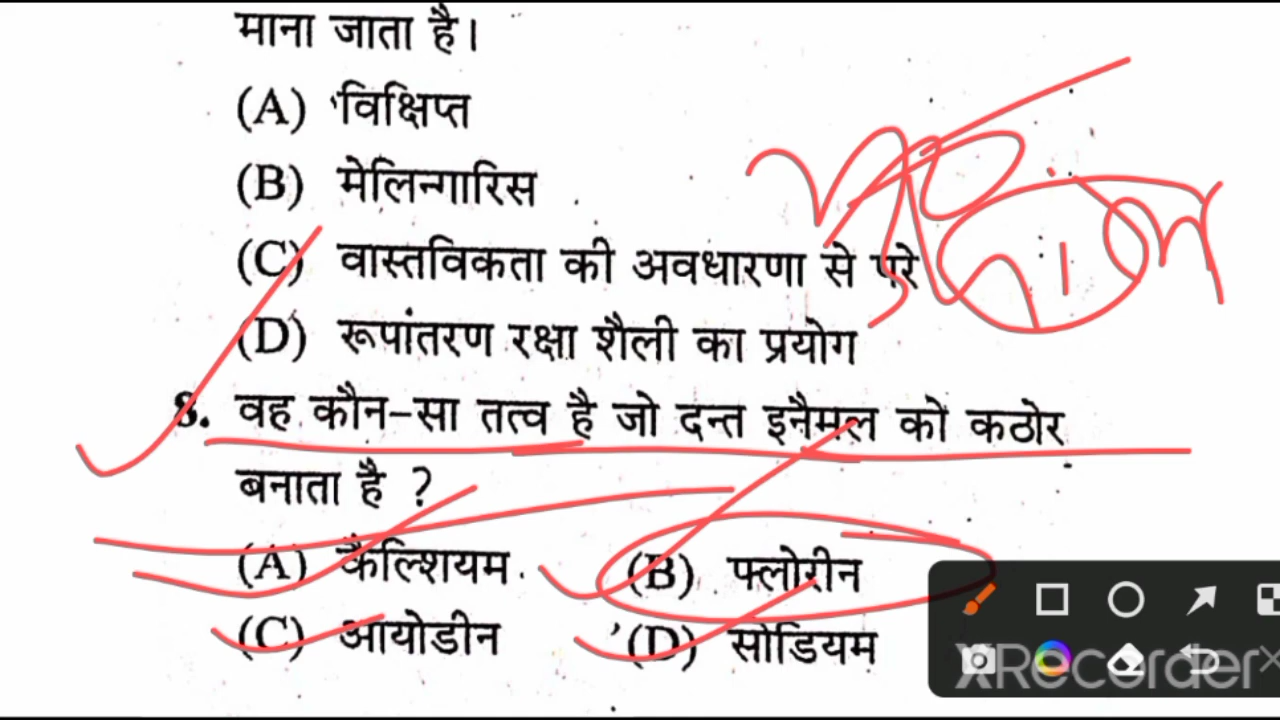 माना जाता है।
(A) विक्षिप्त
(B) मेलिन्गारिस
(C) वास्तविकता की अवधारणा से परे
(D) रूपांतरण रक्षा शैली का प्रयोग
8. वह कौन-सा तत्व है जो दन्त इनैमल को कठोर
बनाता है ?
(A) कैल्शियम (B) फ्लोरीन
(C) आयोडीन (D) सोडियम
XRecorder